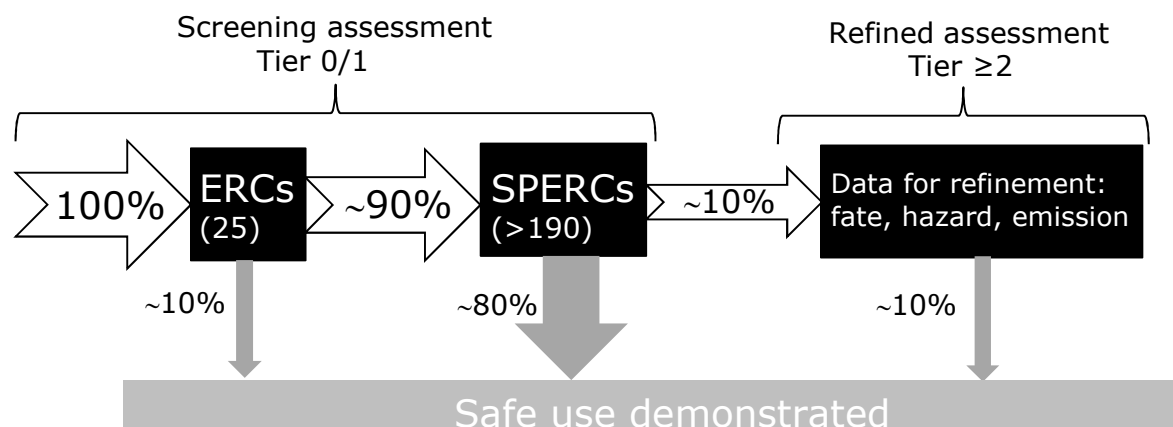 Screening assessment
Tier 0/1
Refined assessment
Tier ≥2
100%
ERCs
(25)
~90%
SPERCs
(>190)
~10%
Data for refinement:
fate, hazard, emission
~10%
~80%
~10%
Safe use demonstrated